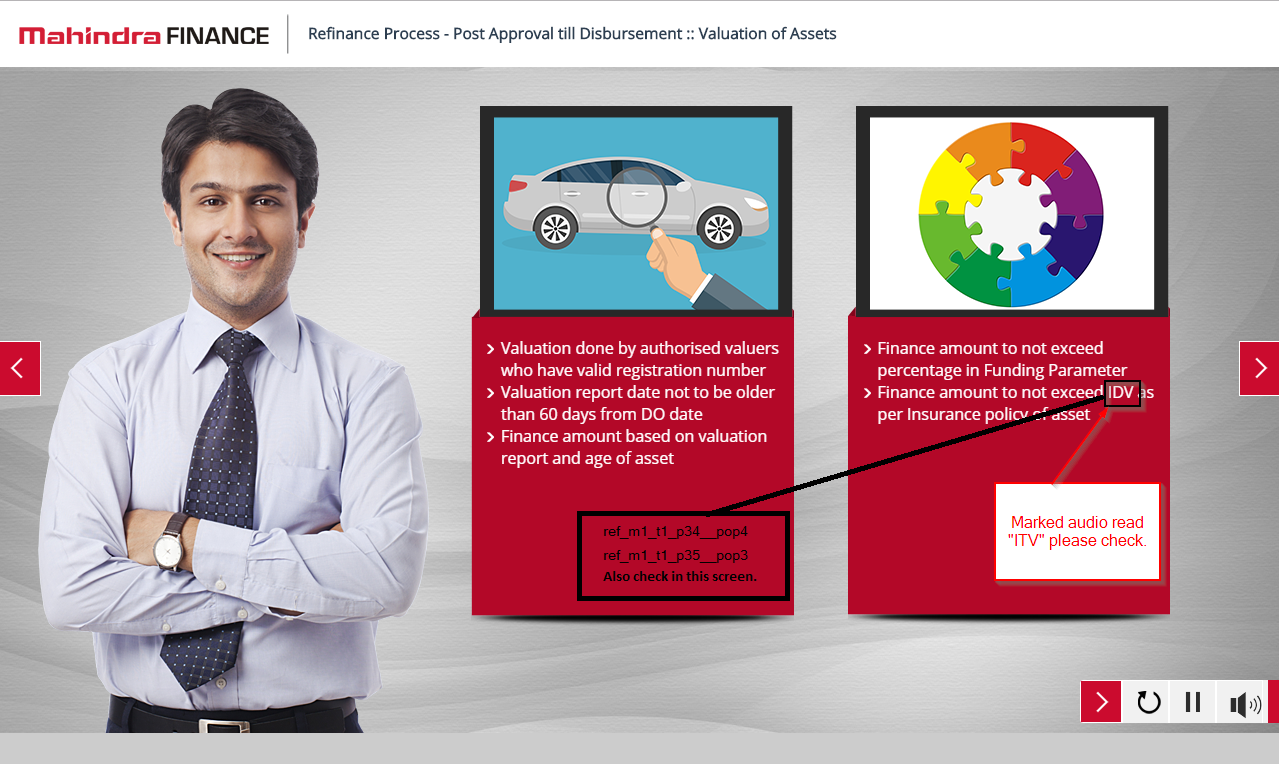 Mahindra FINANCE
Refinance Process - Post Approval till Disbursement :: Valuation of Assets
Valuation done by authorised valuers
who have valid registration number
Valuation report date not to be older
than 60 days from DO date
Finance amount based on valuation
report and age of asset
ref_m1_t1_p34__pop4
ref_m1_t1_p35__pop3
Also check in this screen.
Finance amount to not exceed
percentage in Funding Parameter
Finance amount to not exceed IDV as
per Insurance policy of asset
Marked audio read
"ITV" please check.